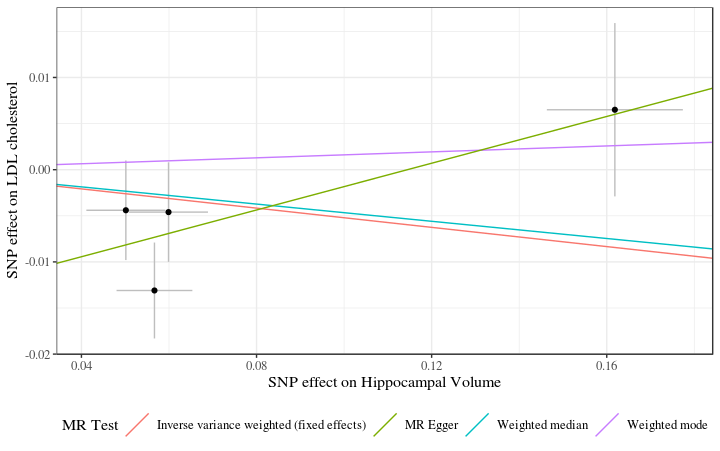 SNP effect on LDL cholesterol
0.01
0.00
-0.01
-0.02
0.04 0.08 0.12 0.16
SNP effect on Hippocampal Volume
MR Test Inverse variance weighted (fixed effects) MR Egger Weighted median Weighted mode